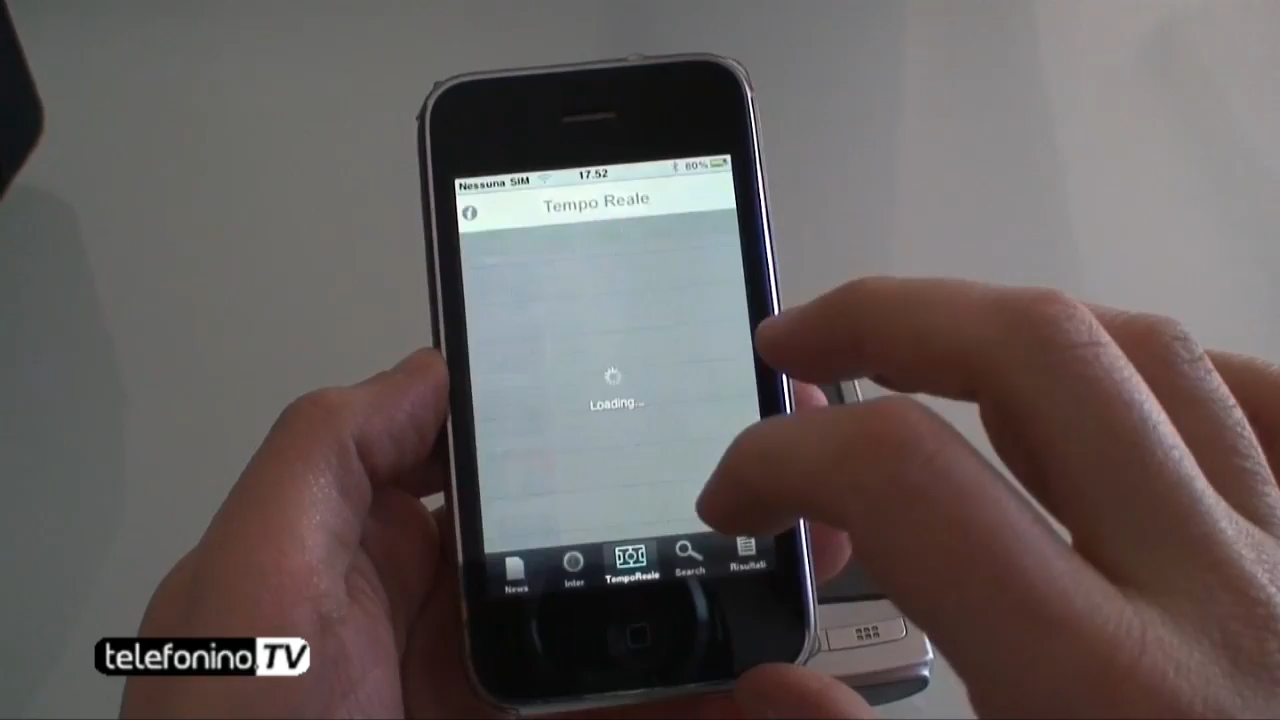 Nessuna SIM 17.52 80%
Tempo Reale
Loading...
News Inter TempoReale Search Risultati
telefonino.TV